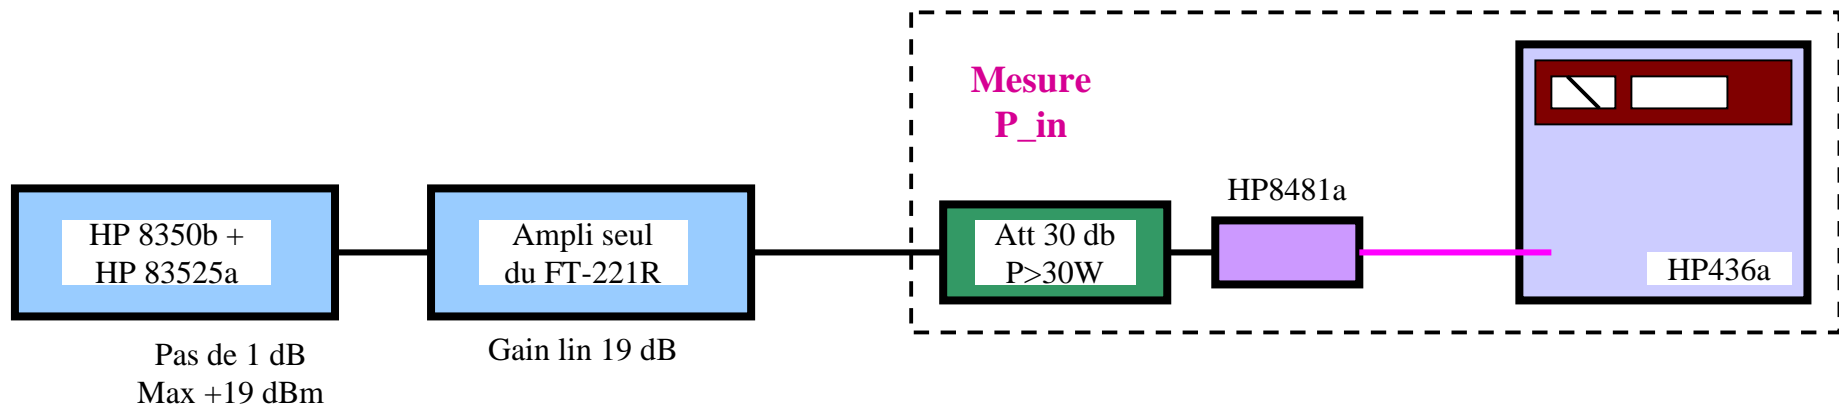 Mesure
P_in
HP 8350b +
HP 83525a
Pas de 1 dB
Max +19 dBm
Ampli seul
du FT-221R
Gain lin 19 dB
Att 30 db
P>30W
HP8481a
HP436a